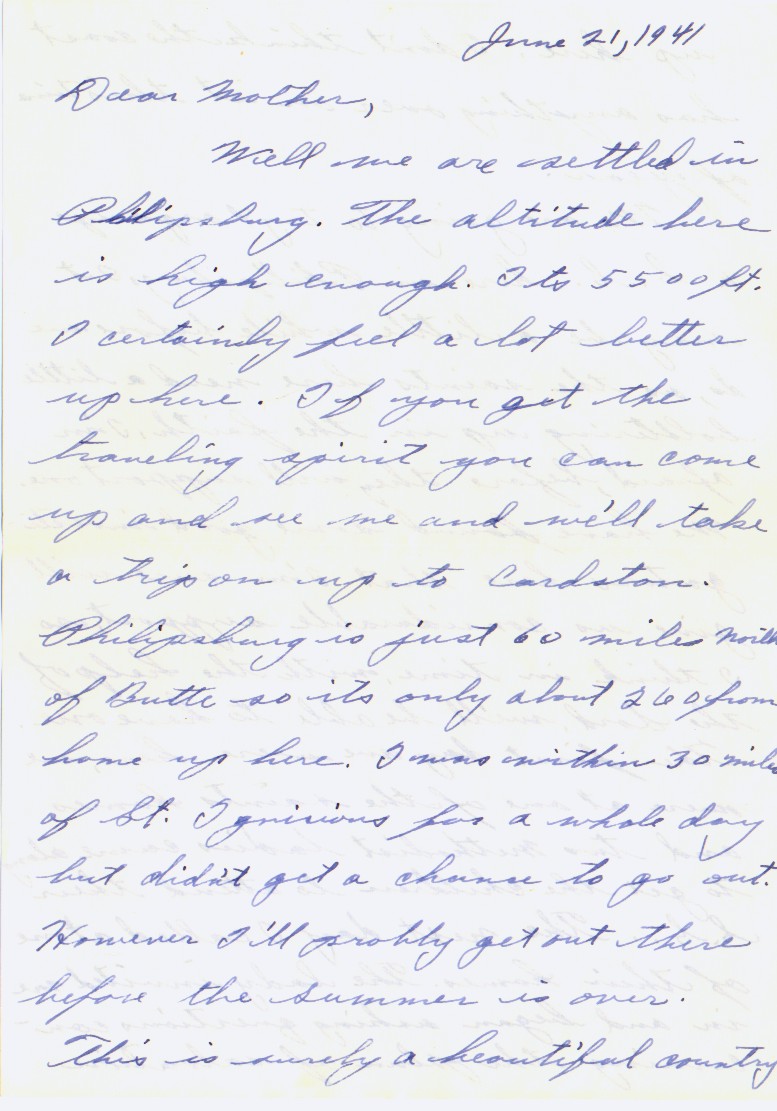 June 21, 1941
Dear Mother,
Well we are settled in
Philipsburg. The altitude here
is high enough. Its 5500 ft.
I certainly feel a lot better
up here. If you get the
traveling spirit you can come
up and see me and we'll take
a trip on up to Cardston.
Philipsburg is just 60 miles north
of Butte so its only about 260 from
home up here. I was within 30 miles
of St. Ignicious for a whole day
but didn't get a chance to go out.
However I'll probly get out there
before the summer is over.
This is surely a beautiful country